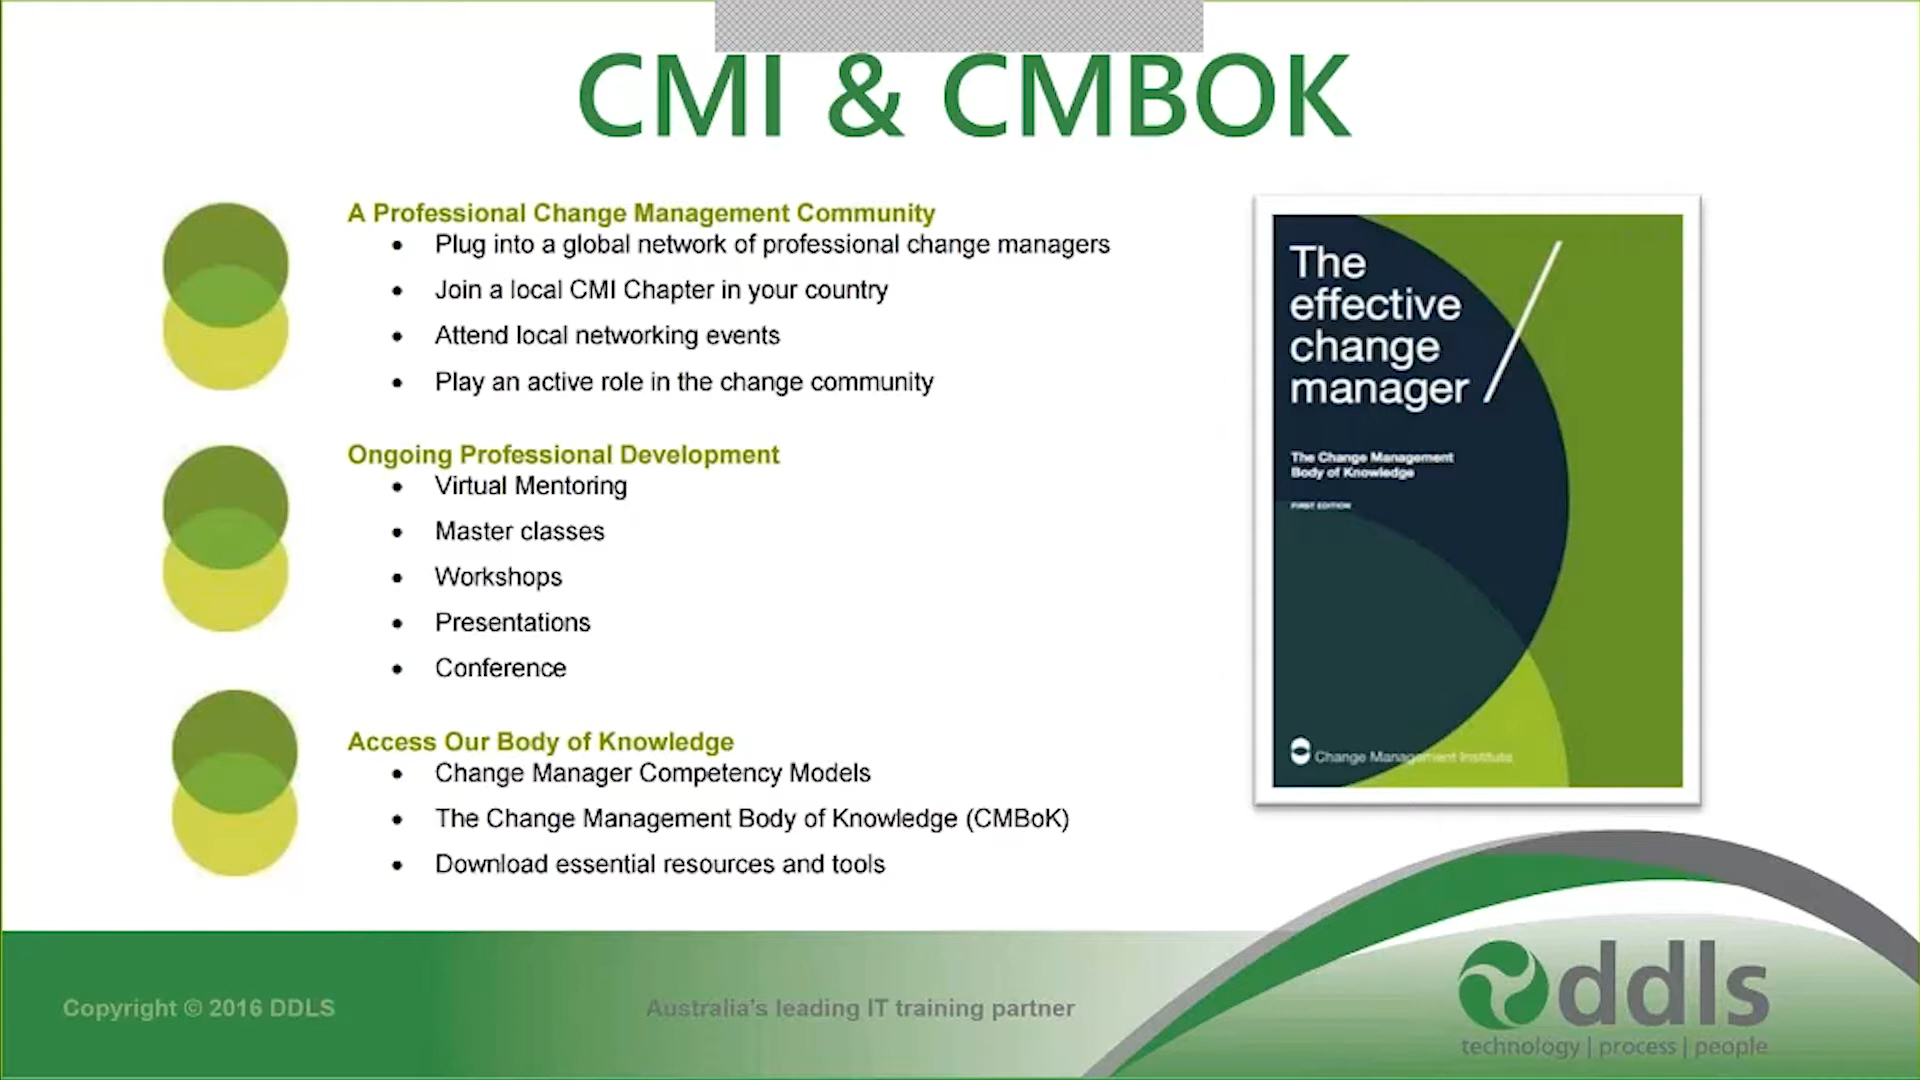 CMI & CMBOK
A Professional Change Management Community
• Plug into a global network of professional change managers
• Join a local CMI Chapter in your country
• Attend local networking events
• Play an active role in the change community
Ongoing Professional Development
• Virtual Mentoring
• Master classes
• Workshops
• Presentations
• Conference
Access Our Body of Knowledge
• Change Manager Competency Models
• The Change Management Body of Knowledge (CMBoK)
• Download essential resources and tools
The
effective
change
manager
The Change Management
Body of Knowledge
FIRST EDITION
Change Management Institute
Copyright © 2016 DDLS
Australia's leading IT training partner
ddls
technology | process | people